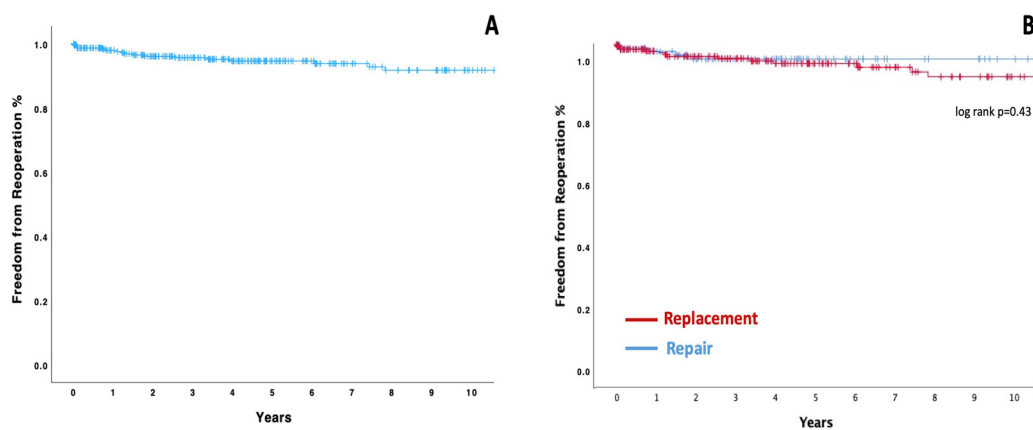 A
Freedom from Reoperation %
1.0
0.8
0.6
0.4
0.2
0.0
0 1 2 3 4 5 6 7 8 9 10
Years
B
Freedom from Reoperation %
1.0
0.8
0.6
0.4
0.2
0.0
log rank p=0.43
Replacement
Repair
0 1 2 3 4 5 6 7 8 9 10
Years